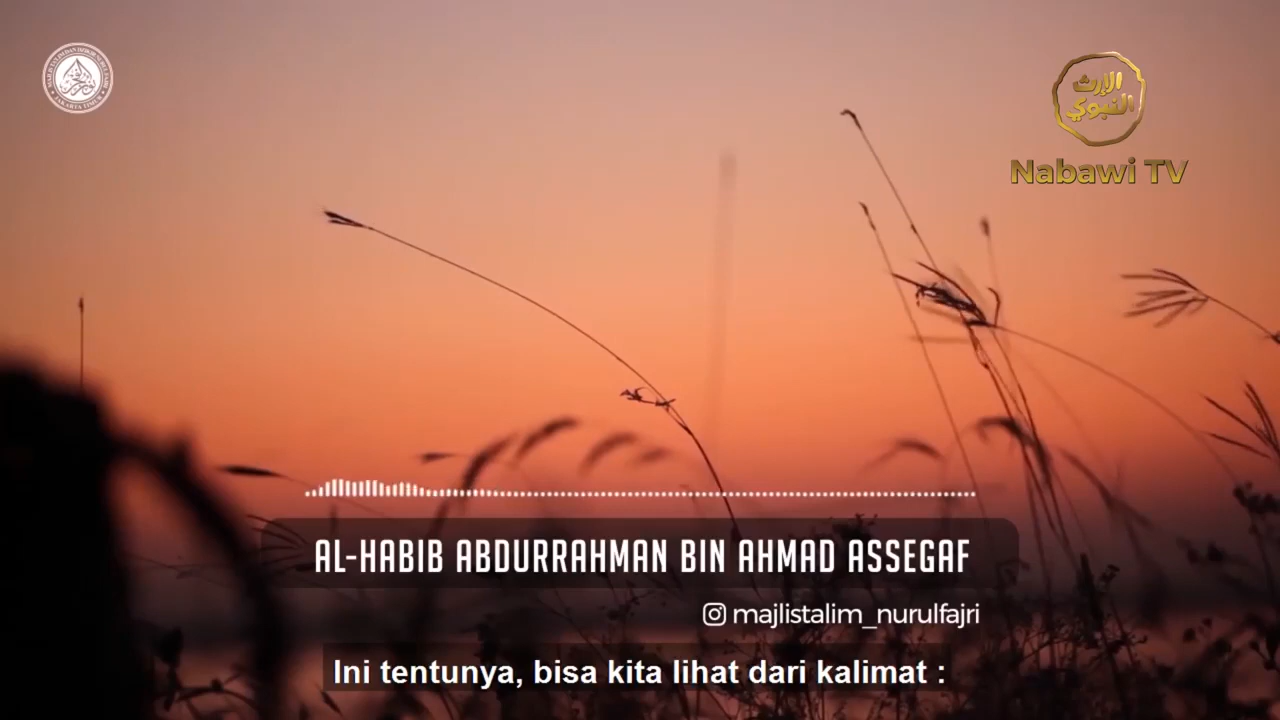 الإرث
النبوي
Nabawi TV
AL-HABIB ABDURRAHMAN BIN AHMAD ASSEGAF
majlistalim_nurulfajri
Ini tentunya, bisa kita lihat dari kalimat :